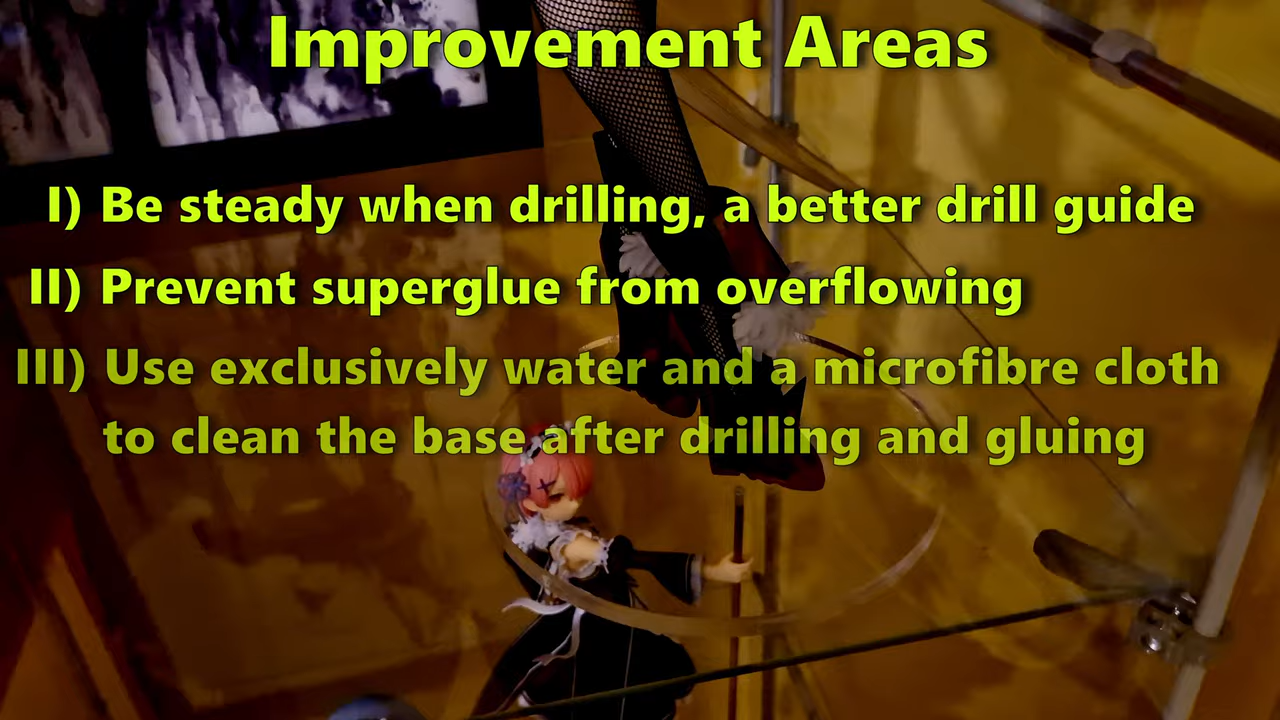 Improvement Areas
I) Be steady when drilling, a better drill guide
II) Prevent superglue from overflowing
III) Use exclusively water and a microfibre cloth
to clean the base after drilling and gluing